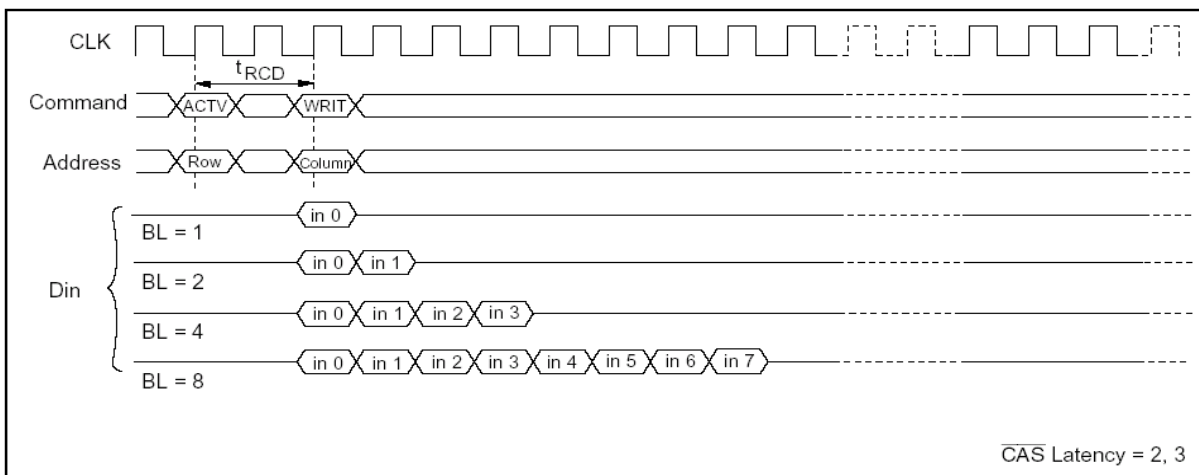 CLK
tRCD
Command ACTV WRIT
Address Row Column
Din
in 0
BL = 1
in 0 in 1
BL = 2
in 0 in 1 in 2 in 3
BL = 4
in 0 in 1 in 2 in 3 in 4 in 5 in 6 in 7
BL = 8
CAS Latency = 2, 3